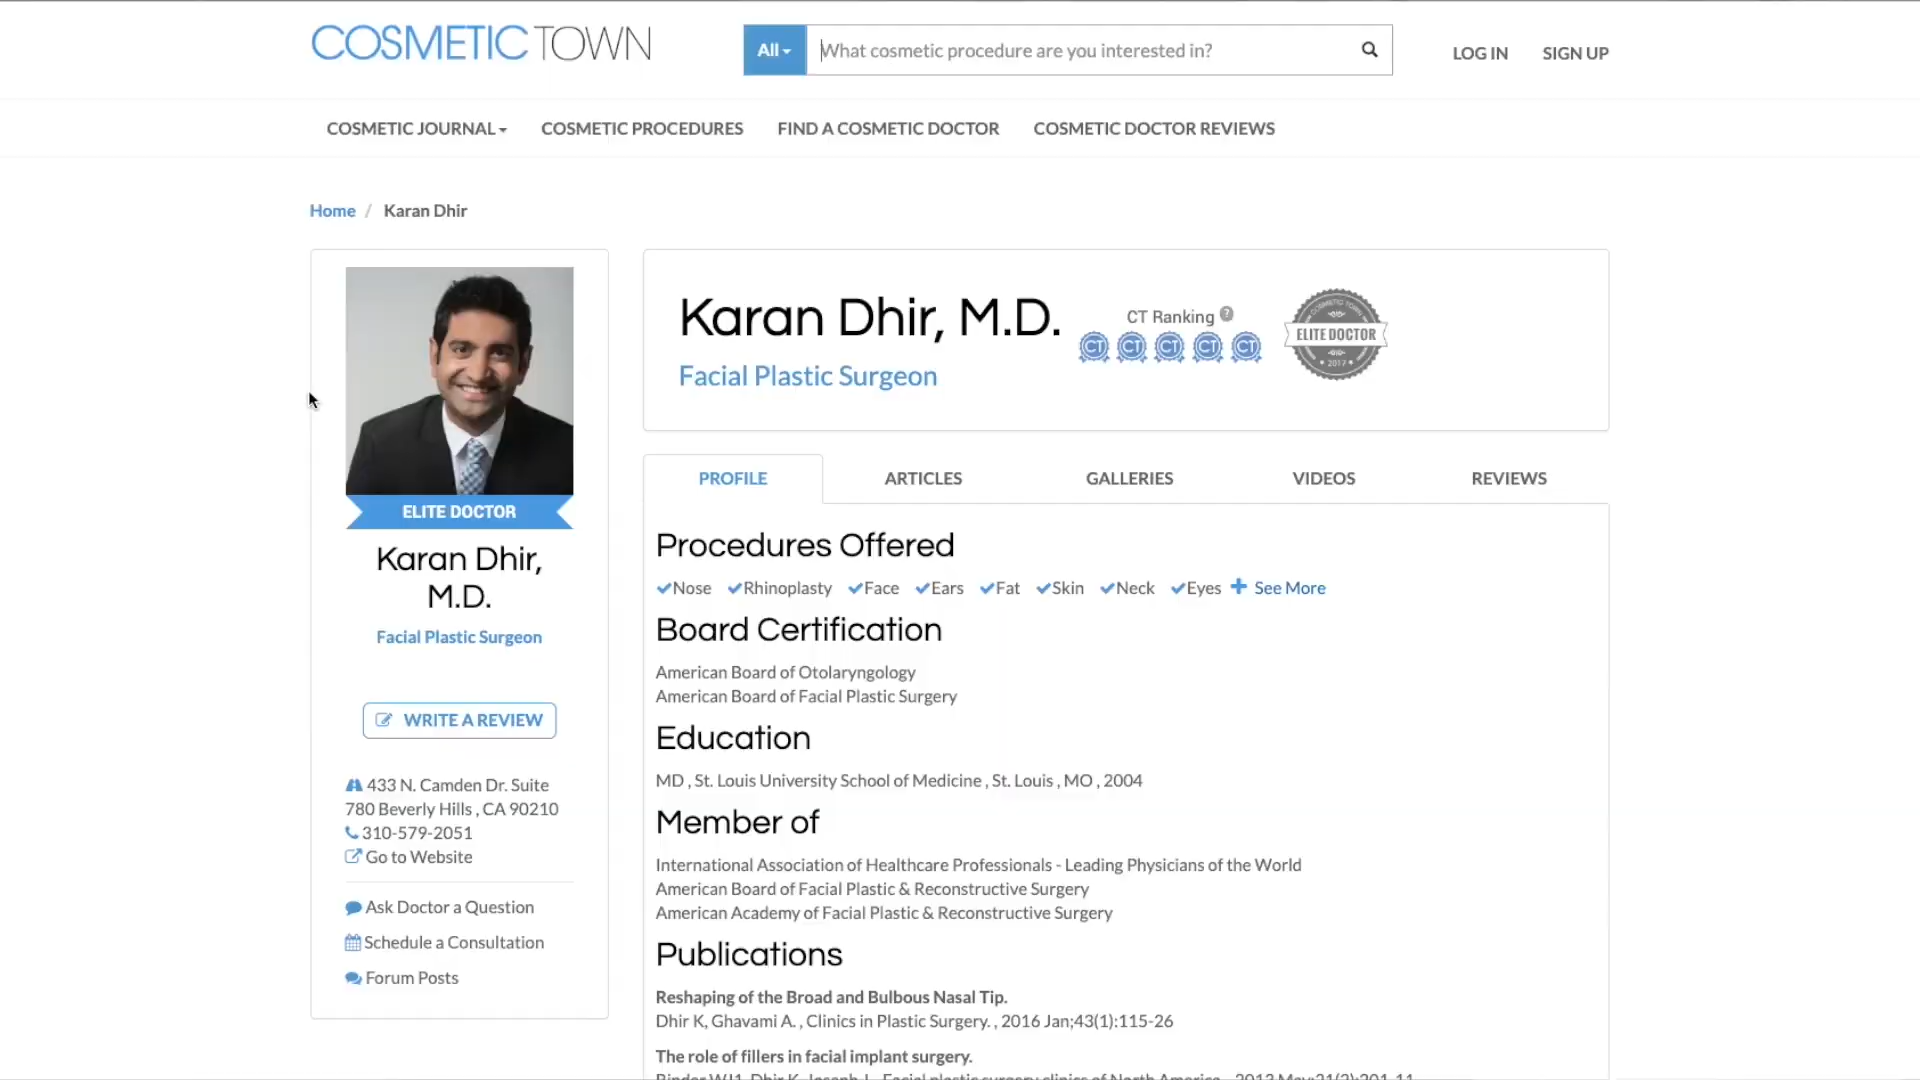 COSMETIC TOWN
All
What cosmetic procedure are you interested in?
LOG IN
SIGN UP
COSMETIC JOURNAL
COSMETIC PROCEDURES
FIND A COSMETIC DOCTOR
COSMETIC DOCTOR REVIEWS
Home / Karan Dhir
ELITE DOCTOR
Karan Dhir,
M.D.
Facial Plastic Surgeon
WRITE A REVIEW
433 N. Camden Dr. Suite
780 Beverly Hills , CA 90210
310-579-2051
Go to Website
Ask Doctor a Question
Schedule a Consultation
Forum Posts
Karan Dhir, M.D.
Facial Plastic Surgeon
CT Ranking ?
CT CT CT CT CT
COSMETIC TOWN
ELITE DOCTOR
2017
PROFILE
ARTICLES
GALLERIES
VIDEOS
REVIEWS
Procedures Offered
Nose Rhinoplasty Face Ears Fat Skin Neck Eyes See More
Board Certification
American Board of Otolaryngology
American Board of Facial Plastic Surgery
Education
MD , St. Louis University School of Medicine , St. Louis , MO , 2004
Member of
International Association of Healthcare Professionals - Leading Physicians of the World
American Board of Facial Plastic & Reconstructive Surgery
American Academy of Facial Plastic & Reconstructive Surgery
Publications
Reshaping of the Broad and Bulbous Nasal Tip.
Dhir K, Ghavami A. , Clinics in Plastic Surgery. , 2016 Jan;43(1):115-26
The role of fillers in facial implant surgery.